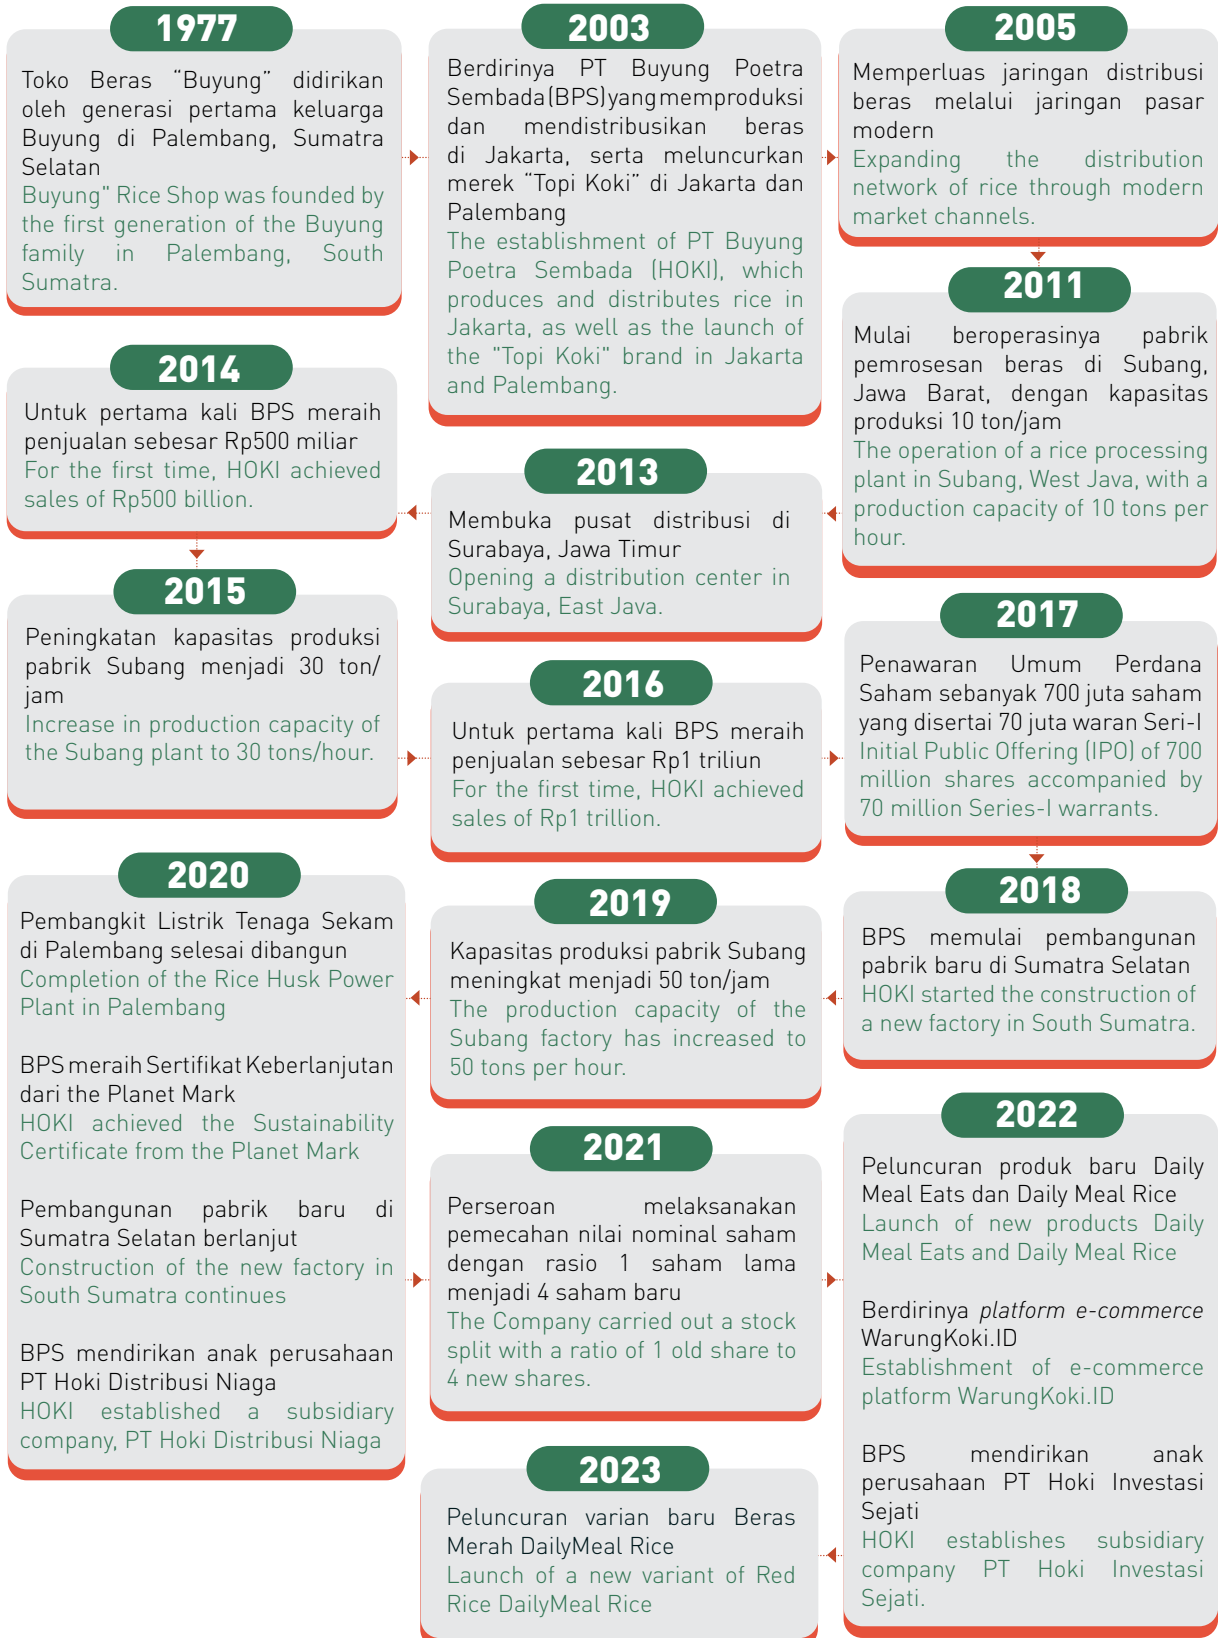 1977
Toko Beras “Buyung” didirikan
oleh generasi pertama keluarga
Buyung di Palembang, Sumatra
Selatan
Buyung" Rice Shop was founded by
the first generation of the Buyung
family in Palembang, South
Sumatra.
2003
Berdirinya PT Buyung Poetra
Sembada (BPS) yang memproduksi
dan mendistribusikan beras
di Jakarta, serta meluncurkan
merek “Topi Koki” di Jakarta dan
Palembang
The establishment of PT Buyung
Poetra Sembada (HOKI), which
produces and distributes rice in
Jakarta, as well as the launch of
the "Topi Koki" brand in Jakarta
and Palembang.
2005
Memperluas jaringan distribusi
beras melalui jaringan pasar
modern
Expanding the distribution
network of rice through modern
market channels.
2011
Mulai beroperasinya pabrik
pemrosesan beras di Subang,
Jawa Barat, dengan kapasitas
produksi 10 ton/jam
The operation of a rice processing
plant in Subang, West Java, with a
production capacity of 10 tons per
hour.
2013
Membuka pusat distribusi di
Surabaya, Jawa Timur
Opening a distribution center in
Surabaya, East Java.
2014
Untuk pertama kali BPS meraih
penjualan sebesar Rp500 miliar
For the first time, HOKI achieved
sales of Rp500 billion.
2015
Peningkatan kapasitas produksi
pabrik Subang menjadi 30 ton/
jam
Increase in production capacity of
the Subang plant to 30 tons/hour.
2016
Untuk pertama kali BPS meraih
penjualan sebesar Rp1 triliun
For the first time, HOKI achieved
sales of Rp1 trillion.
2017
Penawaran Umum Perdana
Saham sebanyak 700 juta saham
yang disertai 70 juta waran Seri-I
Initial Public Offering (IPO) of 700
million shares accompanied by
70 million Series-I warrants.
2018
BPS memulai pembangunan
pabrik baru di Sumatra Selatan
HOKI started the construction of
a new factory in South Sumatra.
2019
Kapasitas produksi pabrik Subang
meningkat menjadi 50 ton/jam
The production capacity of the
Subang factory has increased to
50 tons per hour.
2020
Pembangkit Listrik Tenaga Sekam
di Palembang selesai dibangun
Completion of the Rice Husk Power
Plant in Palembang
BPS meraih Sertifikat Keberlanjutan
dari the Planet Mark
HOKI achieved the Sustainability
Certificate from the Planet Mark
Pembangunan pabrik baru di
Sumatra Selatan berlanjut
Construction of the new factory in
South Sumatra continues
BPS mendirikan anak perusahaan
PT Hoki Distribusi Niaga
HOKI established a subsidiary
company, PT Hoki Distribusi Niaga
2021
Perseroan melaksanakan
pemecahan nilai nominal saham
dengan rasio 1 saham lama
menjadi 4 saham baru
The Company carried out a stock
split with a ratio of 1 old share to
4 new shares.
2022
Peluncuran produk baru Daily
Meal Eats dan Daily Meal Rice
Launch of new products Daily
Meal Eats and Daily Meal Rice
Berdirinya platform e-commerce
WarungKoki.ID
Establishment of e-commerce
platform WarungKoki.ID
BPS mendirikan anak
perusahaan PT Hoki Investasi
Sejati
HOKI establishes subsidiary
company PT Hoki Investasi
Sejati.
2023
Peluncuran varian baru Beras
Merah DailyMeal Rice
Launch of a new variant of Red
Rice DailyMeal Rice